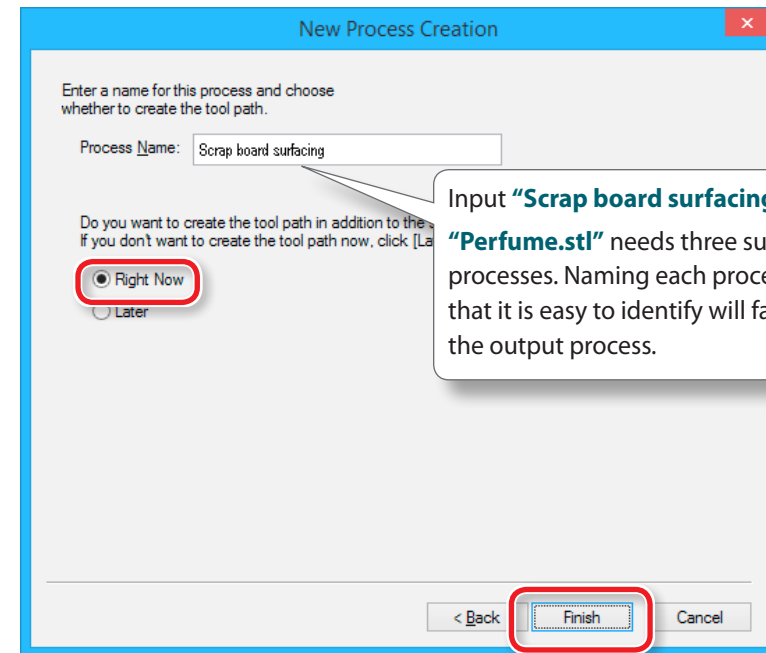 New Process Creation
Enter a name for this process and choose
whether to create the tool path.
Process Name: Scrap board surfacing
Input “Scrap board surfacing
Do you want to create the tool path in addition to the
“Perfume.stl” needs three su
If you don't want to create the tool path now, click [La
processes. Naming each proce
Right Now
that it is easy to identify will fa
Later
the output process.
< Back Finish Cancel